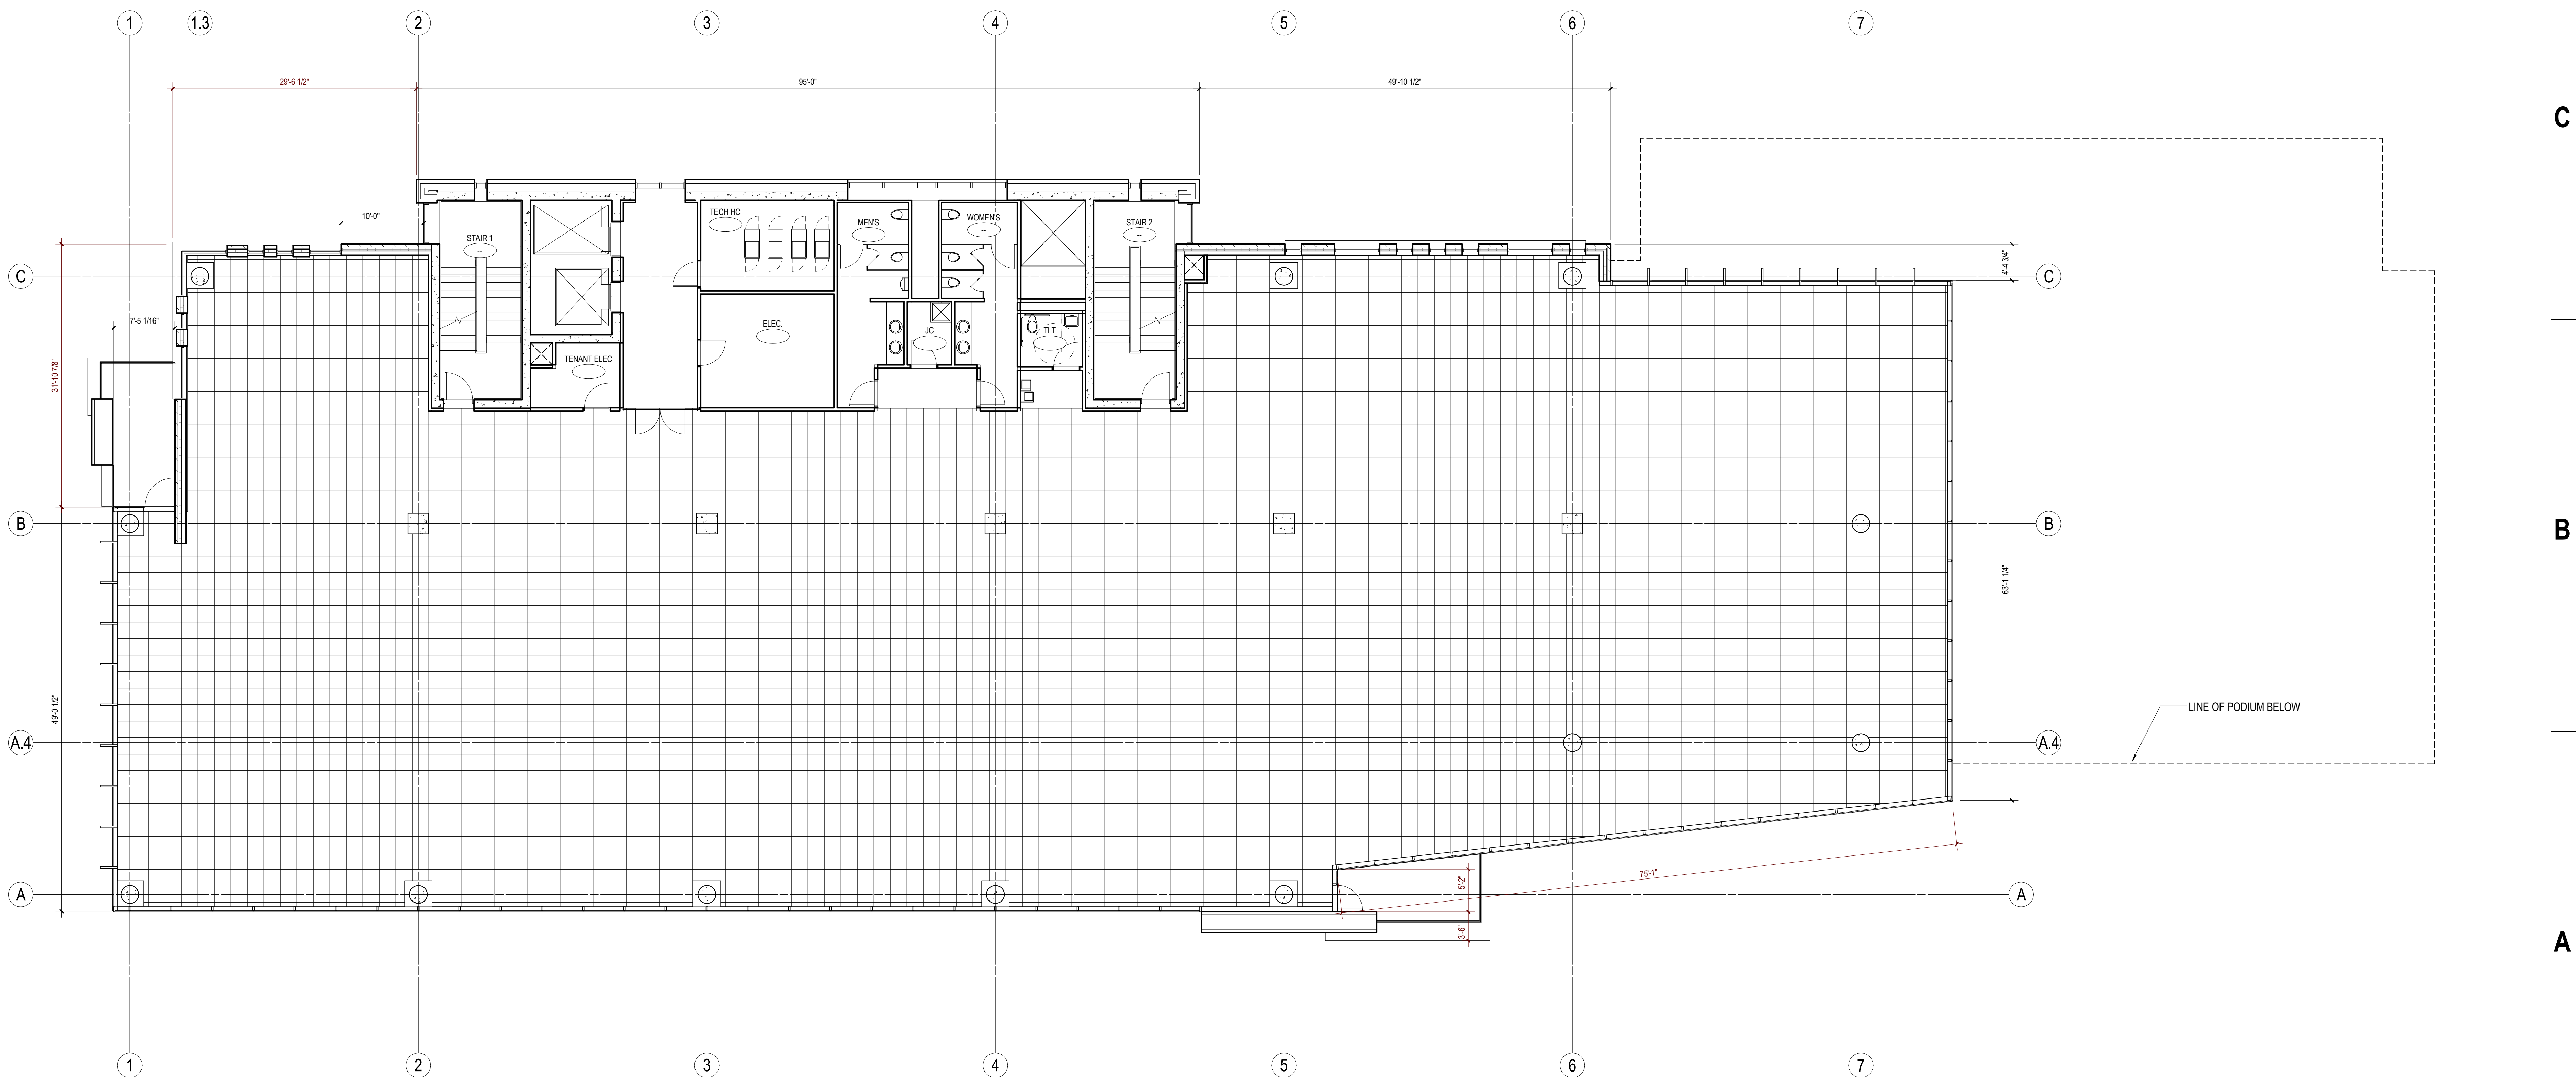 1
1.3
2
3
4
5
6
7
29'-6 1/2"
95'-0"
49'-10 1/2"
C
10'-0"
TECH HC
MEN'S
WOMEN'S
--
STAIR 1
--
STAIR 2
--
C
C
4'-4 3/4"
7'-5 1/16"
ELEC.
JC
TLT
31'-10 7/8"
TENANT ELEC
B
B
B
63'-1 1/4"
49'-0 1/2"
LINE OF PODIUM BELOW
A.4
A.4
75'-1"
5'-2"
A
A
3'-6"
A
1
2
3
4
5
6
7